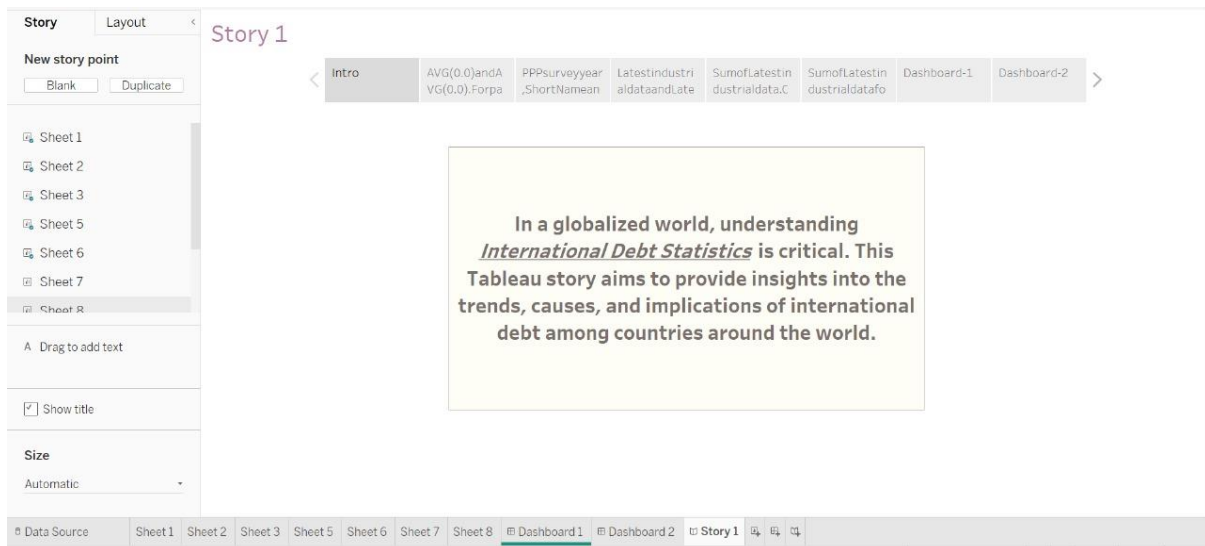 Story
Layout
Story 1
New story point
Blank
Duplicate
Intro
AVG(0.0)andA
VG(0.0).Forpa
PPPsurveyyear
,ShortNamean
Latestindustri
aldataandLate
SumofLatestin
dustrialdata.C
SumofLatestin
dustrialdatafo
Dashboard-1
Dashboard-2
Sheet 1
Sheet 2
Sheet 3
Sheet 5
Sheet 6
Sheet 7
Sheet 8
In a globalized world, understanding
International Debt Statistics is critical. This
Tableau story aims to provide insights into the
trends, causes, and implications of international
debt among countries around the world.
A Drag to add text
Show title
Size
Automatic
Data Source
Sheet 1
Sheet 2
Sheet 3
Sheet 5
Sheet 6
Sheet 7
Sheet 8
Dashboard 1
Dashboard 2
Story 1